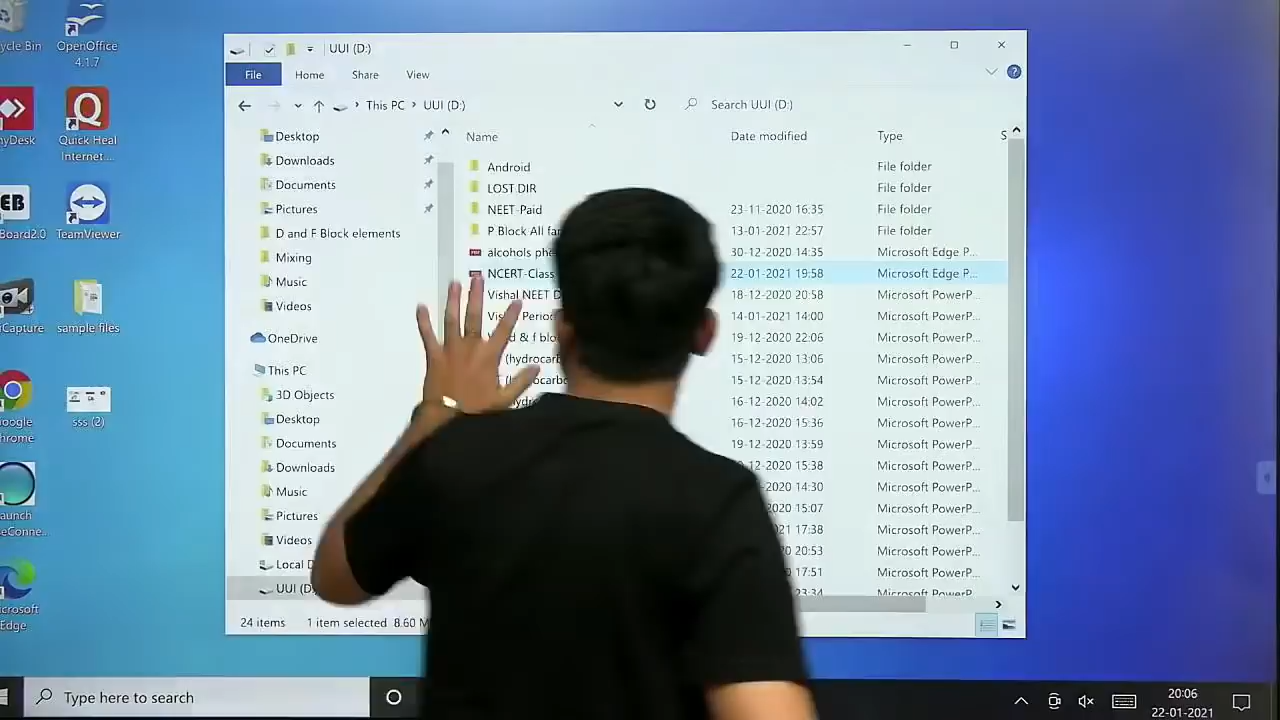 cycle Bin
OpenOffice
4.1.7
nyDesk
Quick Heal
Internet...
EB
Board2.0
TeamViewer
iCapture
sample files
oogle
hrome
sss (2)
aunch
eConne...
icrosoft
Edge
UUI (D:)
File Home Share View
This PC > UUI (D:)
Search UUI (D:)
Desktop
Downloads
Documents
Pictures
D and F Block elements
Mixing
Music
Videos
OneDrive
This PC
3D Objects
Desktop
Documents
Downloads
Music
Pictures
Videos
Local D
UUI (D:)
Name Date modified Type S
Android File folder
LOST.DIR File folder
NEET-Paid 23-11-2020 16:35 File folder
P Block All fa 13-01-2021 22:57 File folder
alcohols phe 30-12-2020 14:35 Microsoft Edge P...
NCERT-Class 22-01-2021 19:58 Microsoft Edge P...
Vishal NEET D 18-12-2020 20:58 Microsoft PowerP...
Perio 14-01-2021 14:00 Microsoft PowerP...
d & f blo 19-12-2020 22:06 Microsoft PowerP...
(hydrocarb 15-12-2020 13:06 Microsoft PowerP...
hydrocarb 15-12-2020 13:54 Microsoft PowerP...
16-12-2020 14:02 Microsoft PowerP...
16-12-2020 15:36 Microsoft PowerP...
19-12-2020 13:59 Microsoft PowerP...
-12-2020 15:38 Microsoft PowerP...
-2020 14:30 Microsoft PowerP...
2020 15:07 Microsoft PowerP...
21 17:38 Microsoft PowerP...
0 20:53 Microsoft PowerP...
17:51 Microsoft PowerP...
23:34 Microsoft PowerP...
24 items 1 item selected 8.60 M
Type here to search
20:06
22-01-2021